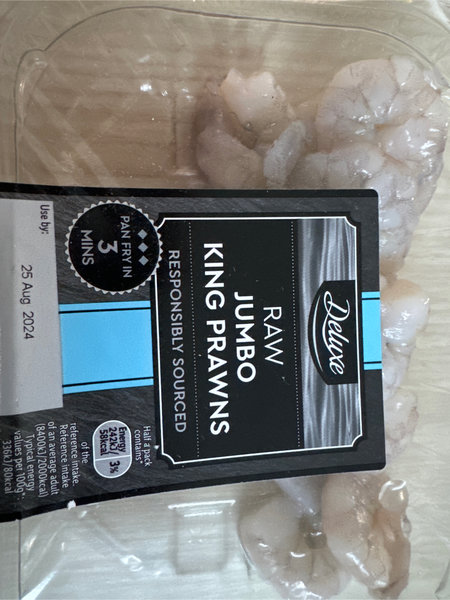 Deluxe
RAW
JUMBO
KING PRAWNS
RESPONSIBLY SOURCED
PAN FRY IN
3
MINS
Use by:
25 Aug 2024
Half a pack
contains*
Energy
242kJ
58kcal
3%
of the
reference intake.
Reference intake
of an average adult
(8400kJ/2000kcal)
Typical energy
values per 100g:
336kJ/80kcal